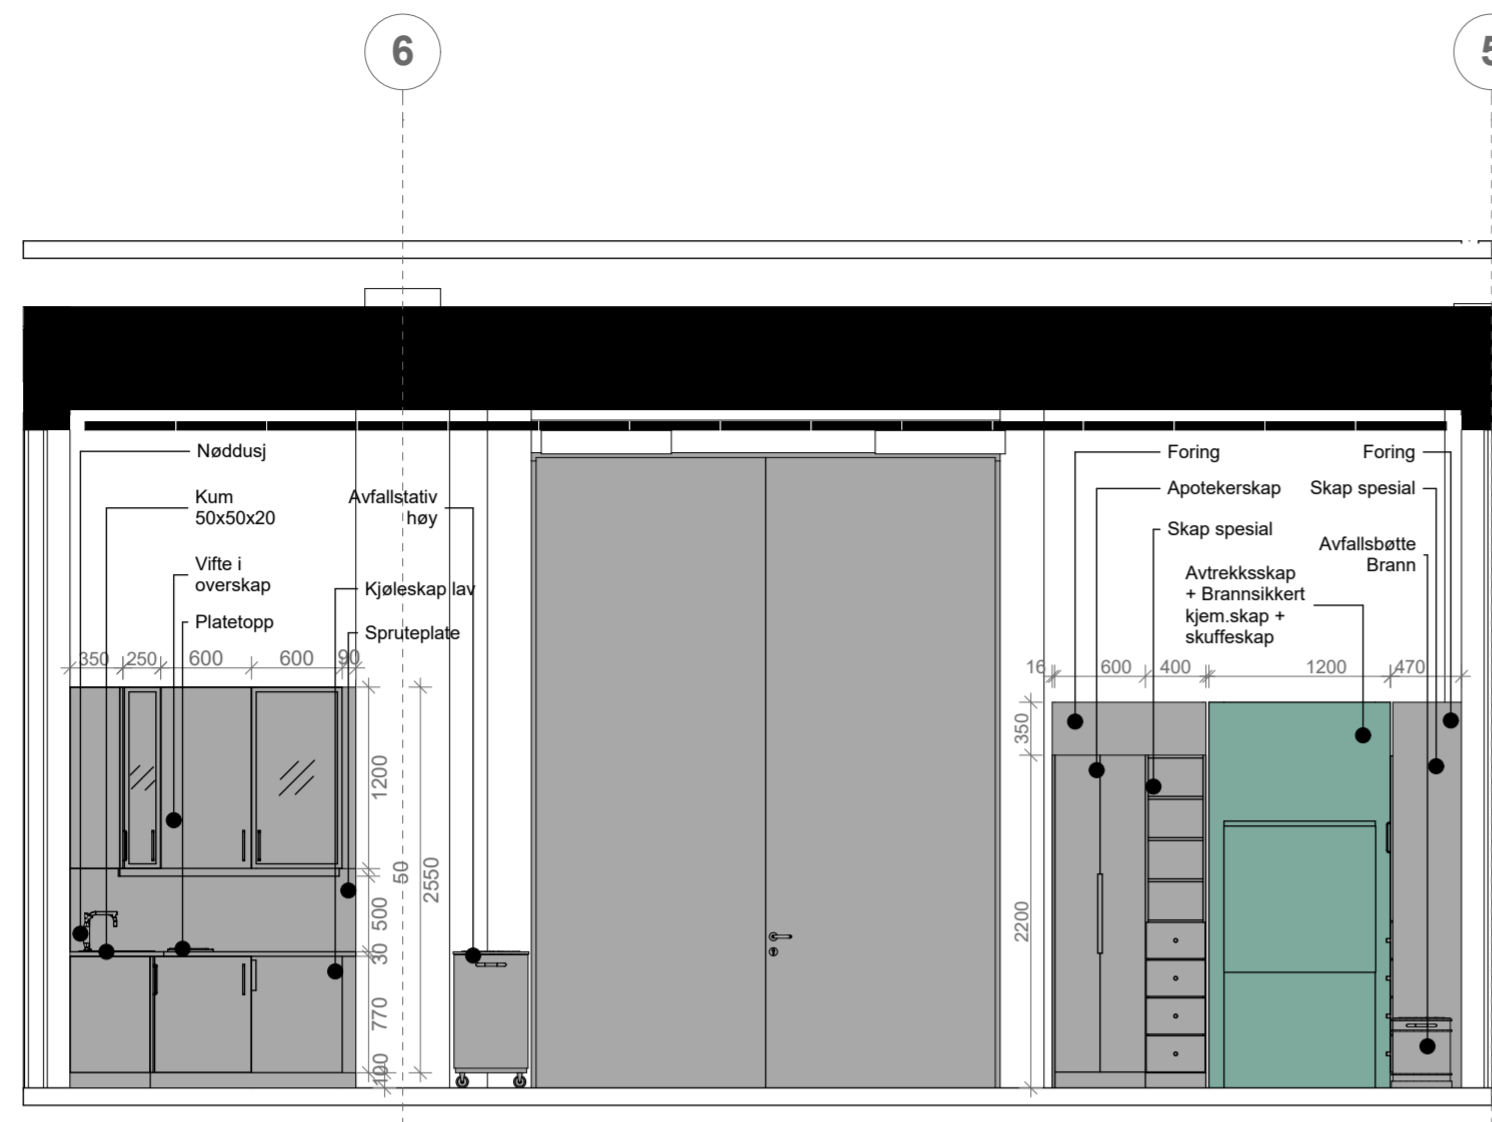 6
5
Nøddusj
Kum
50x50x20
Vifte i
overskap
Platetopp
Avfallstativ
høy
Kjøleskap lav
Spruteplate
350
250
600
600
90
1200
50
500
30
770
100
2550
Foring
Apotekerskap
Skap spesial
Avtrekksskap
+ Brannsikkert
kjem.skap +
skuffeskap
Foring
Skap spesial
Avfallsbøtte
Brann
16
600
400
1200
470
350
2200